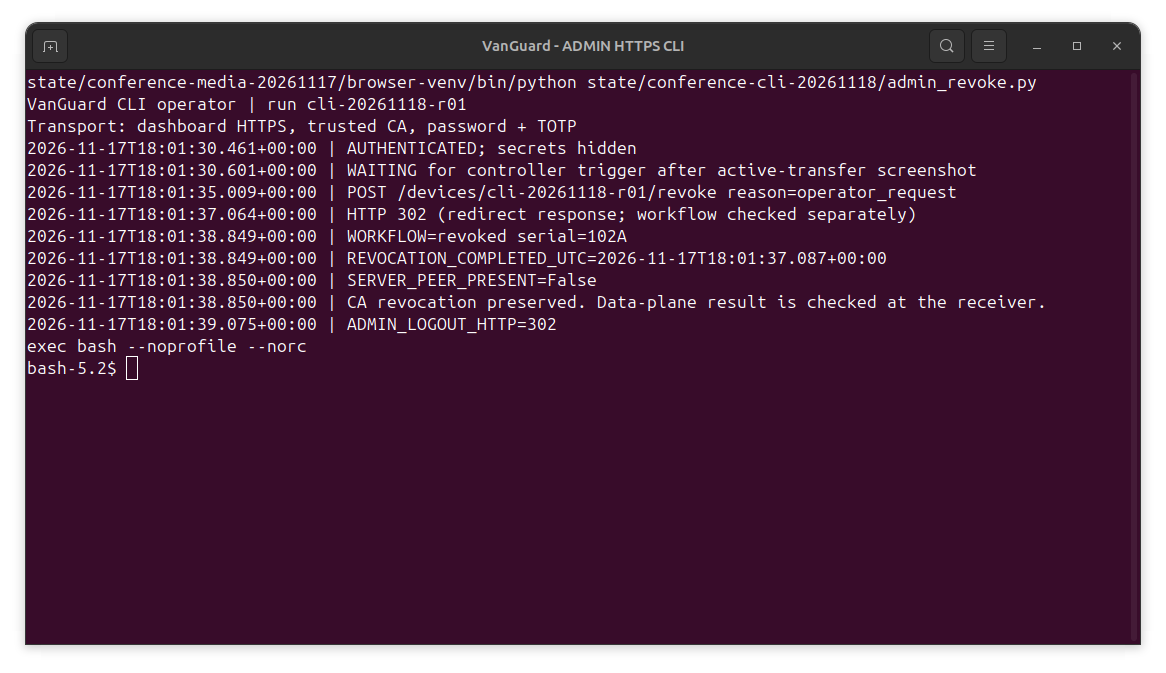 VanGuard - ADMIN HTTPS CLI
state/conference-media-20261117/browser-venv/bin/python state/conference-cli-20261118/admin_revoke.py
VanGuard CLI operator | run cli-20261118-r01
Transport: dashboard HTTPS, trusted CA, password + TOTP
2026-11-17T18:01:30.461+00:00 | AUTHENTICATED; secrets hidden
2026-11-17T18:01:30.601+00:00 | WAITING for controller trigger after active-transfer screenshot
2026-11-17T18:01:35.009+00:00 | POST /devices/cli-20261118-r01/revoke reason=operator_request
2026-11-17T18:01:37.064+00:00 | HTTP 302 (redirect response; workflow checked separately)
2026-11-17T18:01:38.849+00:00 | WORKFLOW=revoked serial=102A
2026-11-17T18:01:38.849+00:00 | REVOCATION_COMPLETED_UTC=2026-11-17T18:01:37.087+00:00
2026-11-17T18:01:38.850+00:00 | SERVER_PEER_PRESENT=False
2026-11-17T18:01:38.850+00:00 | CA revocation preserved. Data-plane result is checked at the receiver.
2026-11-17T18:01:39.075+00:00 | ADMIN_LOGOUT_HTTP=302
exec bash --noprofile --norc
bash-5.2$